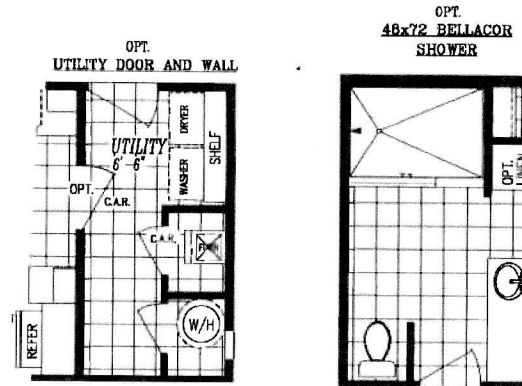 OPT.
UTILITY DOOR AND WALL
UTILITY
6'-6"
DRYER
WASHER
SHELF
OPT.
C.A.R.
C.A.R.
W/H
REFER
OPT.
48x72 BELLACOR
SHOWER
OPT.